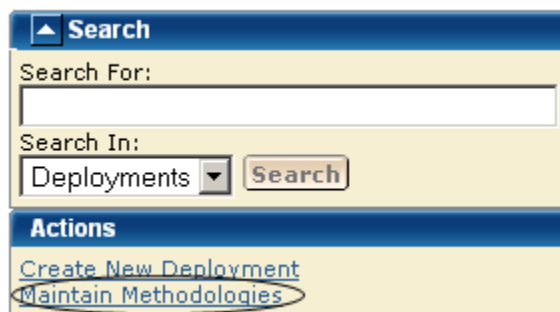 Search
Search For:
Search In:
Deployments Search
Actions
Create New Deployment
Maintain Methodologies